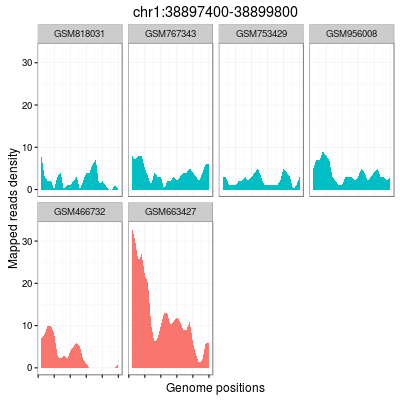 chr1:38897400-38899800
GSM818031 GSM767343 GSM753429 GSM956008
30
20
10
0
GSM466732 GSM663427
30
20
10
0
Mapped reads density
Genome positions